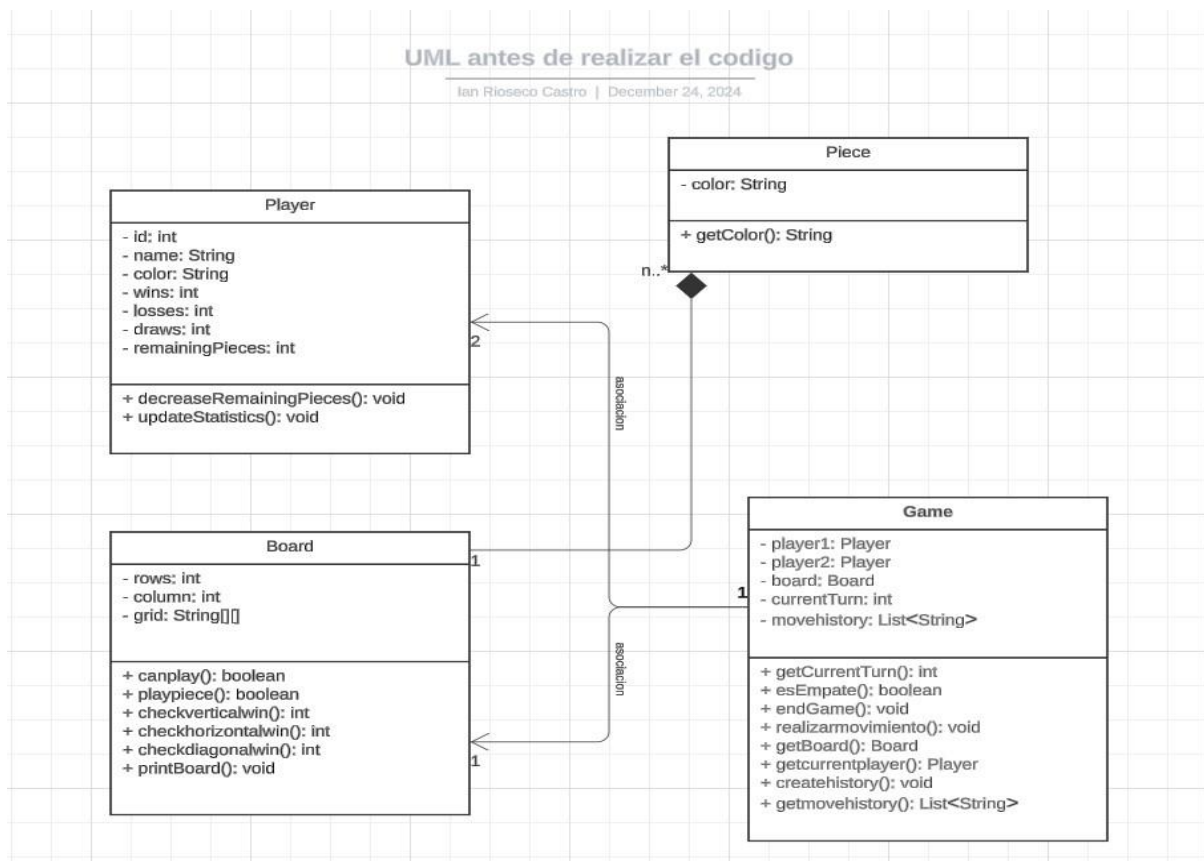 UML antes de realizar el codigo
Ian Rioseco Castro | December 24, 2024
Piece
- color: String
+ getColor(): String
n..*
Player
- id: int
- name: String
- color: String
- wins: int
- losses: int
- draws: int
- remainingPieces: int
+ decreaseRemainingPieces(): void
+ updateStatistics(): void
2
asociacion
Board
- rows: int
- column: int
- grid: String[][]
+ canplay(): boolean
+ playpiece(): boolean
+ checkverticalwin(): int
+ checkhorizontalwin(): int
+ checkdiagonalwin(): int
+ printBoard(): void
1
1
asociacion
1
Game
- player1: Player
- player2: Player
- board: Board
- currentTurn: int
- movehistory: List<String>
+ getCurrentTurn(): int
+ esEmpate(): boolean
+ endGame(): void
+ realizarmovimiento(): void
+ getBoard(): Board
+ getcurrentplayer(): Player
+ createhistory(): void
+ getmovehistory(): List<String>